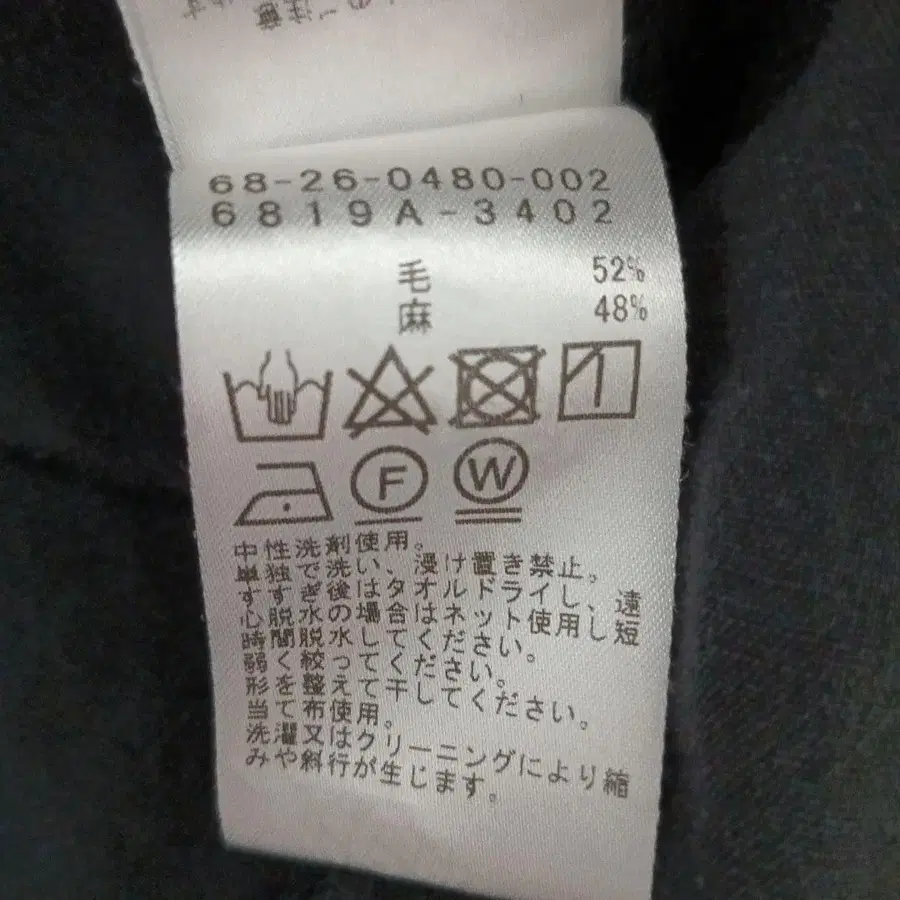 68-26-0480-002
6819A-3402
毛 52%
麻 48%
F W
中性洗剤使用。
単独で洗い、漫け置き禁止。
すすぎ後はタオルドライし、遠
心脱水の場合はネット使用し短
時間脱水してください。
弱く絞ってください。
形を整えて干してください。
当て布使用。
洗濯又はクリーニングにより縮
みや斜行が生じます。